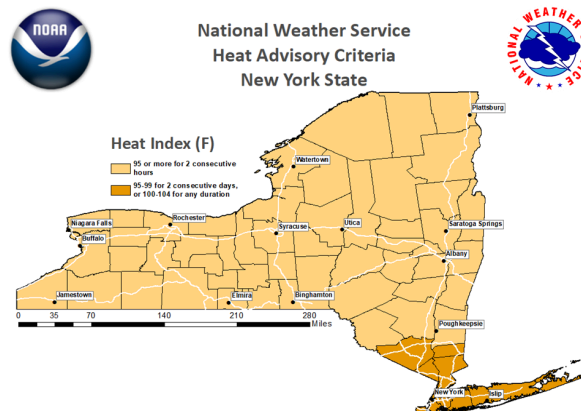 NOAA
National Weather Service
Heat Advisory Criteria
New York State
NATIONAL WEATHER
Heat Index (F)
95 or more for 2 consecutive
hours
95-99 for 2 consecutive days,
or 100-104 for any duration
Plattsburg
Watertown
Niagara Falls
Rochester
Buffalo
Syracuse
Utica
Saratoga Springs
Albany
Jamestown
Elmira
Binghamton
0 35 70 140 210 280
Miles
Poughkeepsie
New York
Islip